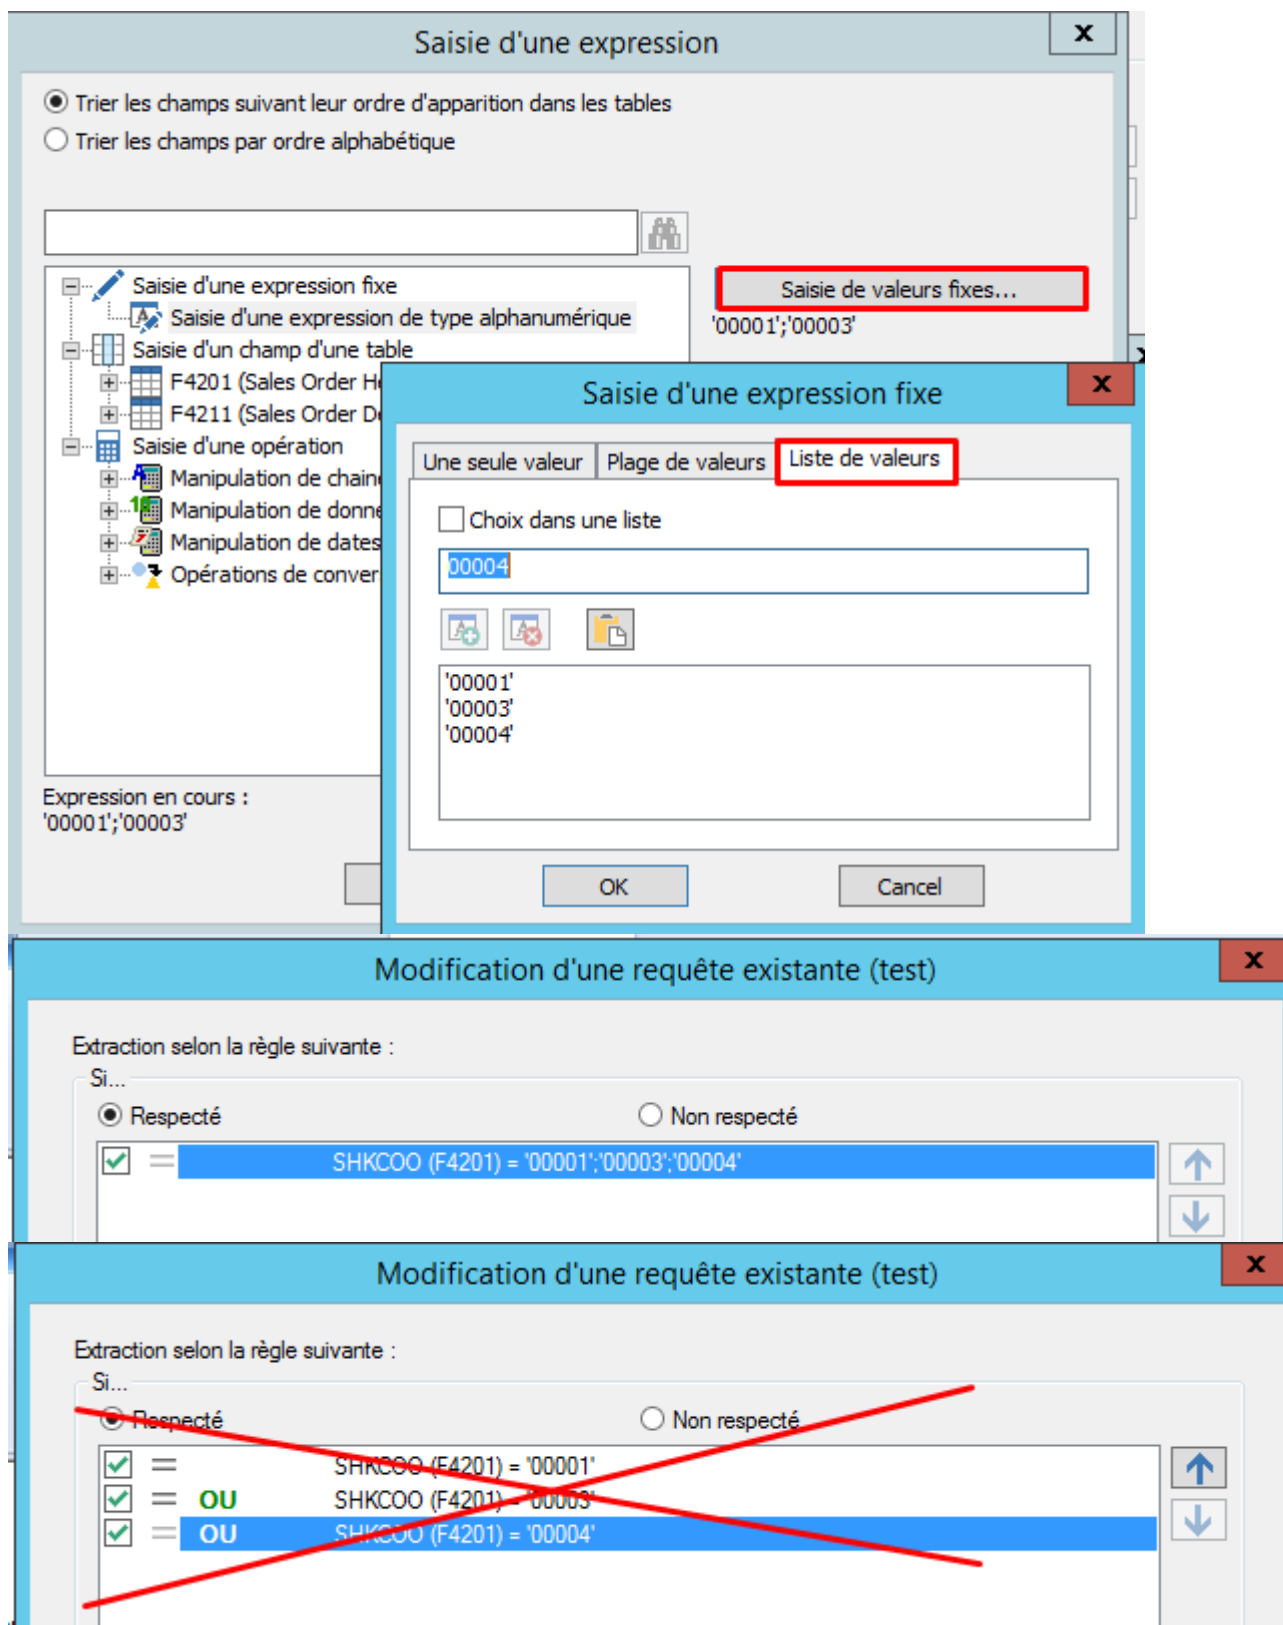 Saisie d'une expression
x
Trier les champs suivant leur ordre d'apparition dans les tables
Trier les champs par ordre alphabétique
Saisie d'une expression fixe
Saisie d'une expression de type alphanumérique
Saisie d'un champ d'une table
F4201 (Sales Order H
F4211 (Sales Order D
Saisie d'une opération
Manipulation de chain
Manipulation de donne
Manipulation de dates
Opérations de conver
Saisie de valeurs fixes...
'00001';'00003'
Expression en cours :
'00001';'00003'
Saisie d'une expression fixe
x
Une seule valeur
Plage de valeurs
Liste de valeurs
Choix dans une liste
00004
'00001'
'00003'
'00004'
OK
Cancel
Modification d'une requête existante (test)
x
Extraction selon la règle suivante :
Si...
Respecté
Non respecté
= SHKCOO (F4201) = '00001';'00003';'00004'
Modification d'une requête existante (test)
x
Extraction selon la règle suivante :
Si...
Respecté
Non respecté
= SHKCOO (F4201) = '00001'
= OU SHKCOO (F4201) = '00003'
= OU SHKCOO (F4201) = '00004'